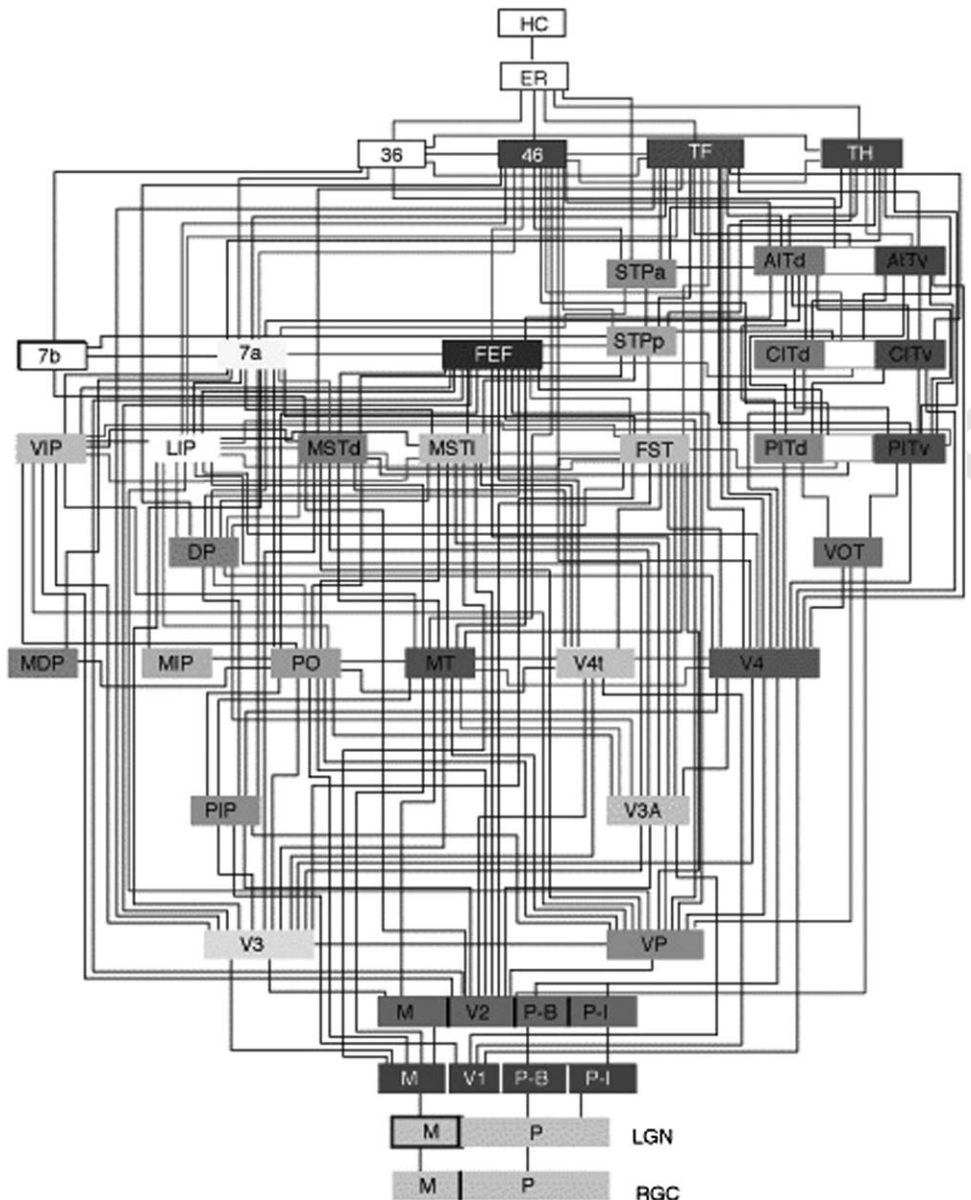 HC
ER
36 46 TF TH
STPa AITd AITv
7b 7a FEF STPp CITd CITv
VIP LIP MSTd MSTl FST PITd PITv
DP VOT
MDP MIP PO MT V4t V4
PIP V3A
V3 VP
M V2 P-B P-I
M V1 P-B P-I
M P LGN
M P RGC